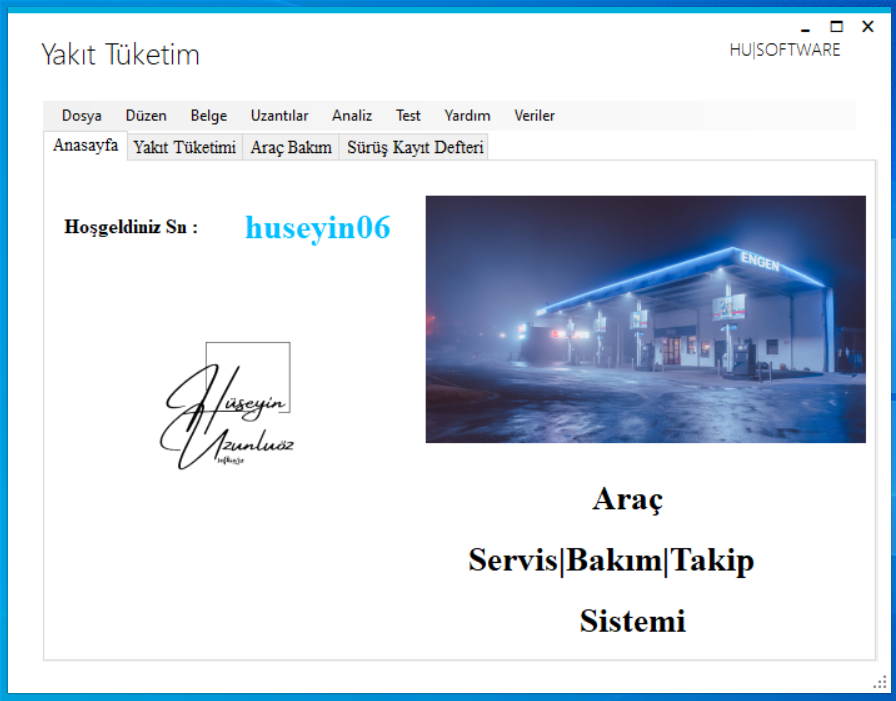 Yakıt Tüketim
HU|SOFTWARE
Dosya Düzen Belge Uzantılar Analiz Test Yardım Veriler
Anasayfa Yakıt Tüketimi Araç Bakım Sürüş Kayıt Defteri
Hoşgeldiniz Sn : huseyin06
ENGEN
Hüseyin
Uzunluöz
Araç
Servis|Bakım|Takip
Sistemi